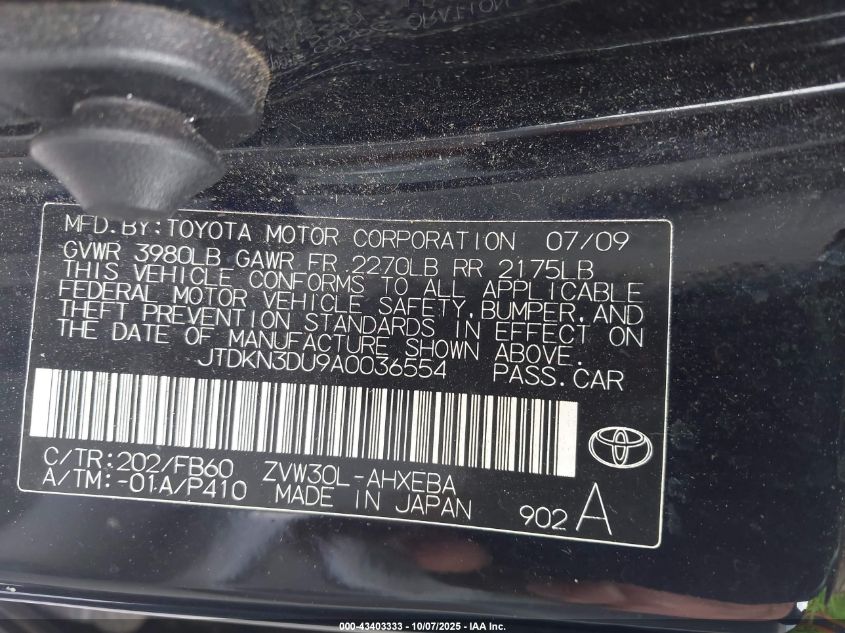 MFD.BY:TOYOTA MOTOR CORPORATION 07/09
GVWR 3980LB GAWR FR 2270LB RR 2175LB
THIS VEHICLE CONFORMS TO ALL APPLICABLE
FEDERAL MOTOR VEHICLE SAFETY,BUMPER,AND
THEFT PREVENTION STANDARDS IN EFFECT ON
THE DATE OF MANUFACTURE SHOWN ABOVE.
JTDKN3DU9A0036554 PASS.CAR
C/TR:202/FB60 ZVW30L-AHXEBA
A/TM:-01A/P410 MADE IN JAPAN 902 A
000-43403333 - 10/07/2025 - IAA Inc.